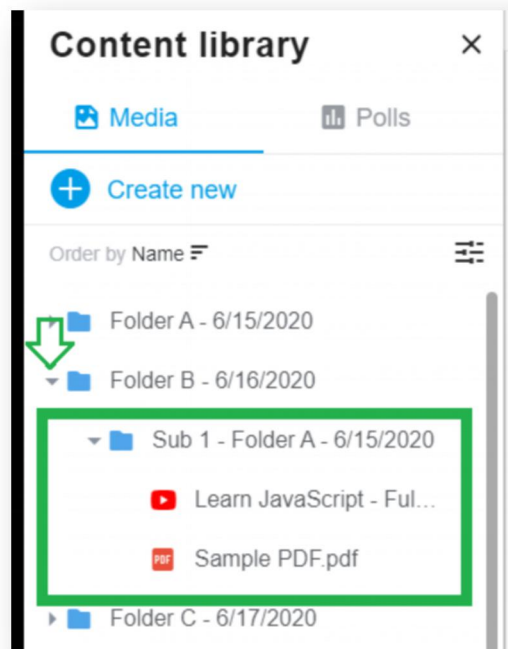 Content library
Media Polls
Create new
Order by Name
Folder A - 6/15/2020
Folder B - 6/16/2020
Sub 1 - Folder A - 6/15/2020
Learn JavaScript - Ful...
PDF Sample PDF.pdf
Folder C - 6/17/2020